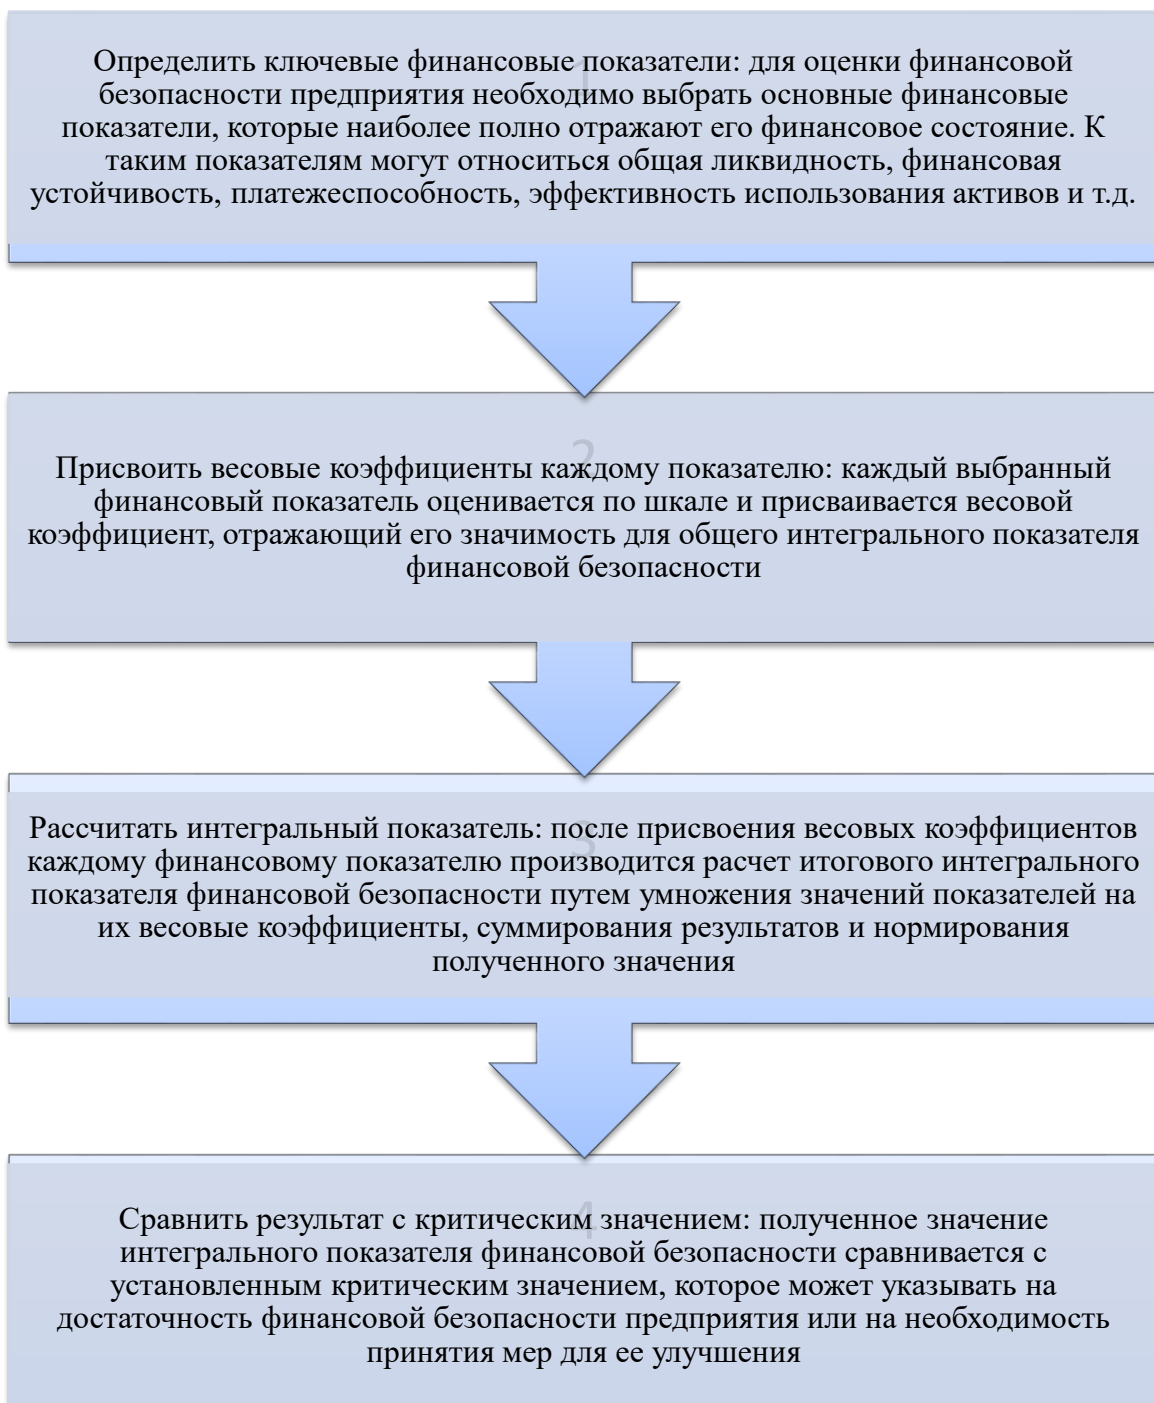 1
Определить ключевые финансовые показатели: для оценки финансовой
безопасности предприятия необходимо выбрать основные финансовые
показатели, которые наиболее полно отражают его финансовое состояние. К
таким показателям могут относиться общая ликвидность, финансовая
устойчивость, платежеспособность, эффективность использования активов и т.д.
2
Присвоить весовые коэффициенты каждому показателю: каждый выбранный
финансовый показатель оценивается по шкале и присваивается весовой
коэффициент, отражающий его значимость для общего интегрального показателя
финансовой безопасности
3
Рассчитать интегральный показатель: после присвоения весовых коэффициентов
каждому финансовому показателю производится расчет итогового интегрального
показателя финансовой безопасности путем умножения значений показателей на
их весовые коэффициенты, суммирования результатов и нормирования
полученного значения
4
Сравнить результат с критическим значением: полученное значение
интегрального показателя финансовой безопасности сравнивается с
установленным критическим значением, которое может указывать на
достаточность финансовой безопасности предприятия или на необходимость
принятия мер для ее улучшения